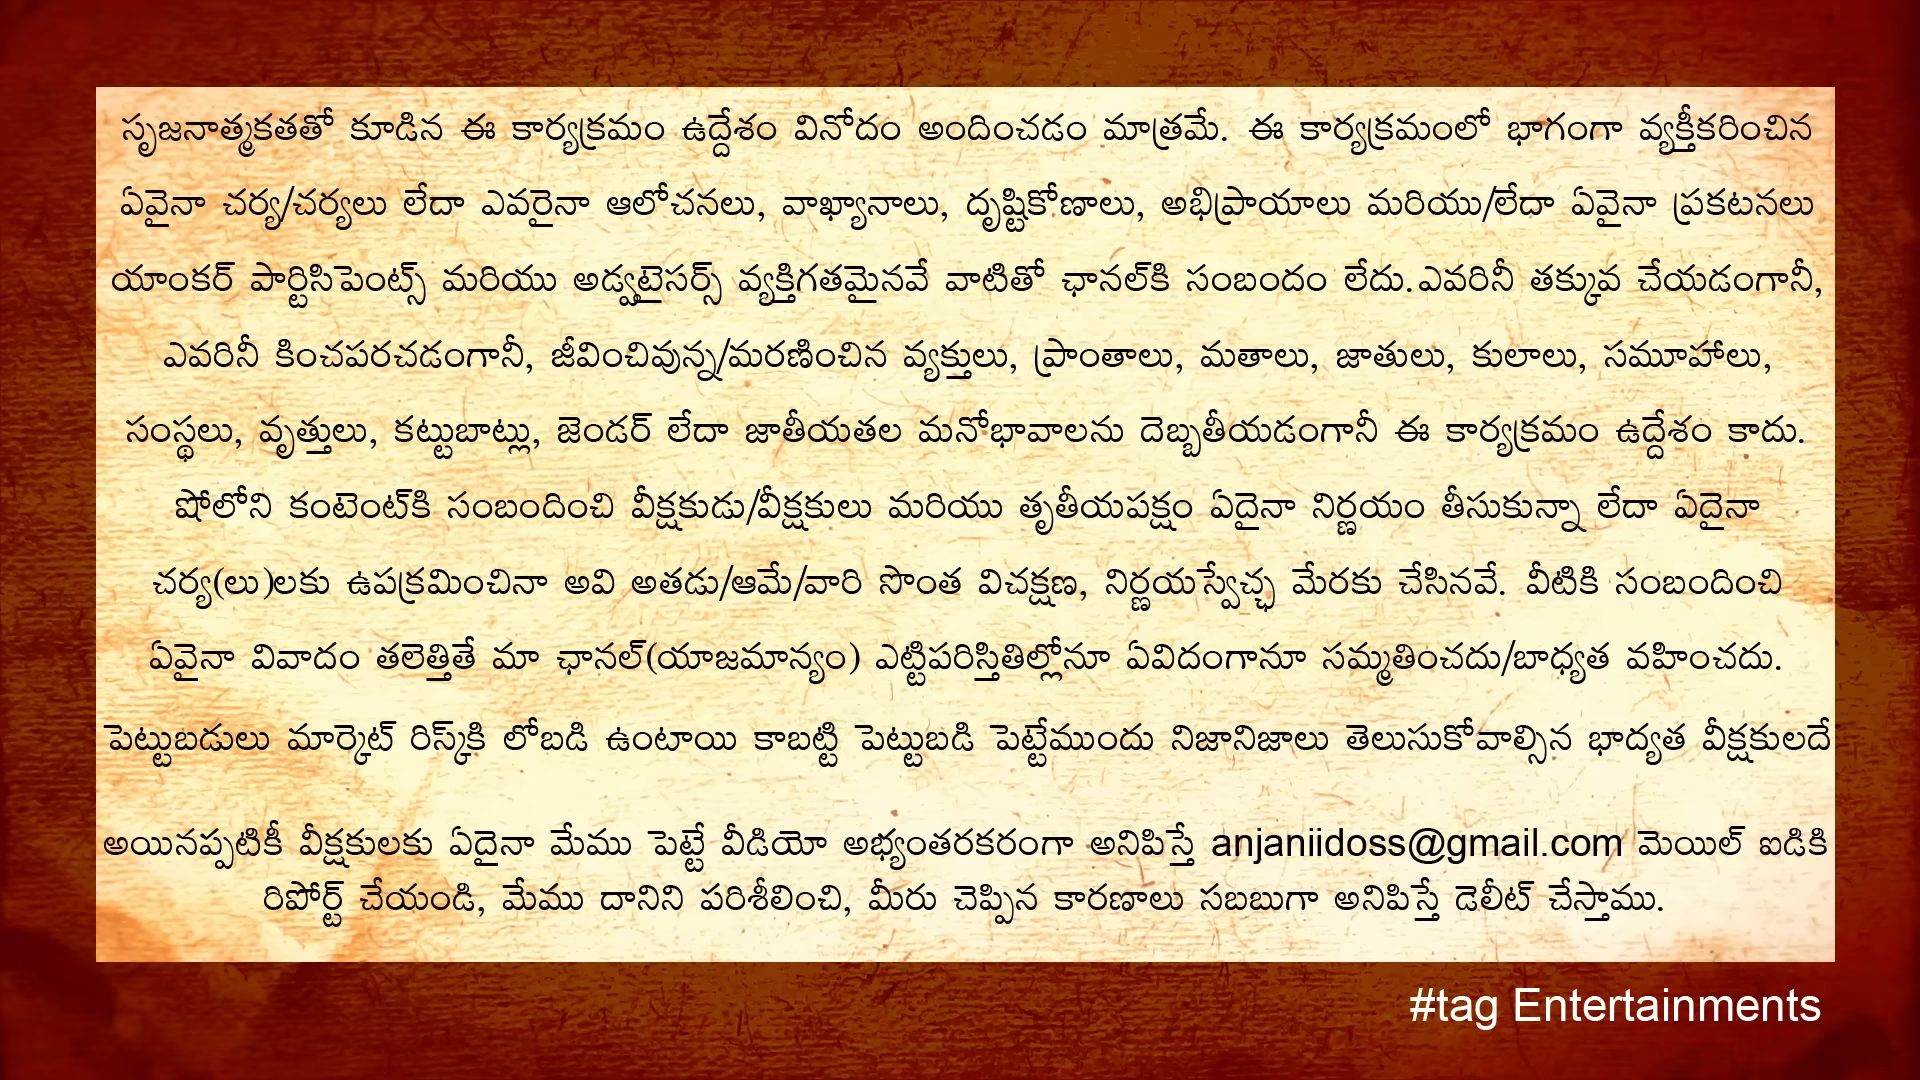 సృజనాత్మకతతో కూడిన ఈ కార్యక్రమం ఉద్దేశం వినోదం అందించడం మాత్రమే. ఈ కార్యక్రమంలో భాగంగా వ్యక్తీకరించిన
ఏవైనా చర్య/చర్యలు లేదా ఎవరైనా ఆలోచనలు, వాఖ్యానాలు, దృష్టికోణాలు, అభిప్రాయాలు మరియు/లేదా ఏవైనా ప్రకటనలు
యాంకర్ పార్టిసిపెంట్స్ మరియు అడ్వటైసర్స్ వ్యక్తిగతమైనవే వాటితో ఛానల్‌కి సంబందం లేదు.ఎవరినీ తక్కువ చేయడంగానీ,
ఎవరినీ కించపరచడంగానీ, జీవించివున్న/మరణించిన వ్యక్తులు, ప్రాంతాలు, మతాలు, జాతులు, కులాలు, సమూహాలు,
సంస్థలు, వృత్తులు, కట్టుబాట్లు, జెండర్ లేదా జాతీయతల మనోభావాలను దెబ్బతీయడంగానీ ఈ కార్యక్రమం ఉద్దేశం కాదు.
షోలోని కంటెంట్‌కి సంబందించి వీక్షకుడు/వీక్షకులు మరియు తృతీయపక్షం ఏదైనా నిర్ణయం తీసుకున్నా లేదా ఏదైనా
చర్య(లు)లకు ఉపక్రమించినా అవి అతడు/ఆమే/వారి సొంత విచక్షణ, నిర్ణయస్వేచ్ఛ మేరకు చేసినవే. వీటికి సంబందించి
ఏవైనా వివాదం తలెత్తితే మా ఛానల్(యాజమాన్యం) ఎట్టిపరిస్తితిల్లోనూ ఏవిదంగానూ సమ్మతించదు/బాధ్యత వహించదు.
పెట్టుబడులు మార్కెట్ రిస్క్‌కి లోబడి ఉంటాయి కాబట్టి పెట్టుబడి పెట్టేముందు నిజానిజాలు తెలుసుకోవాల్సిన భాద్యత వీక్షకులదే
అయినప్పటికీ వీక్షకులకు ఏదైనా మేము పెట్టే వీడియో అభ్యంతరకరంగా అనిపిస్తే anjaniidoss@gmail.com మెయిల్ ఐడికి
రిపోర్ట్ చేయండి, మేము దానిని పరిశీలించి, మీరు చెప్పిన కారణాలు సబబుగా అనిపిస్తే డెలీట్ చేస్తాము.
#tag Entertainments